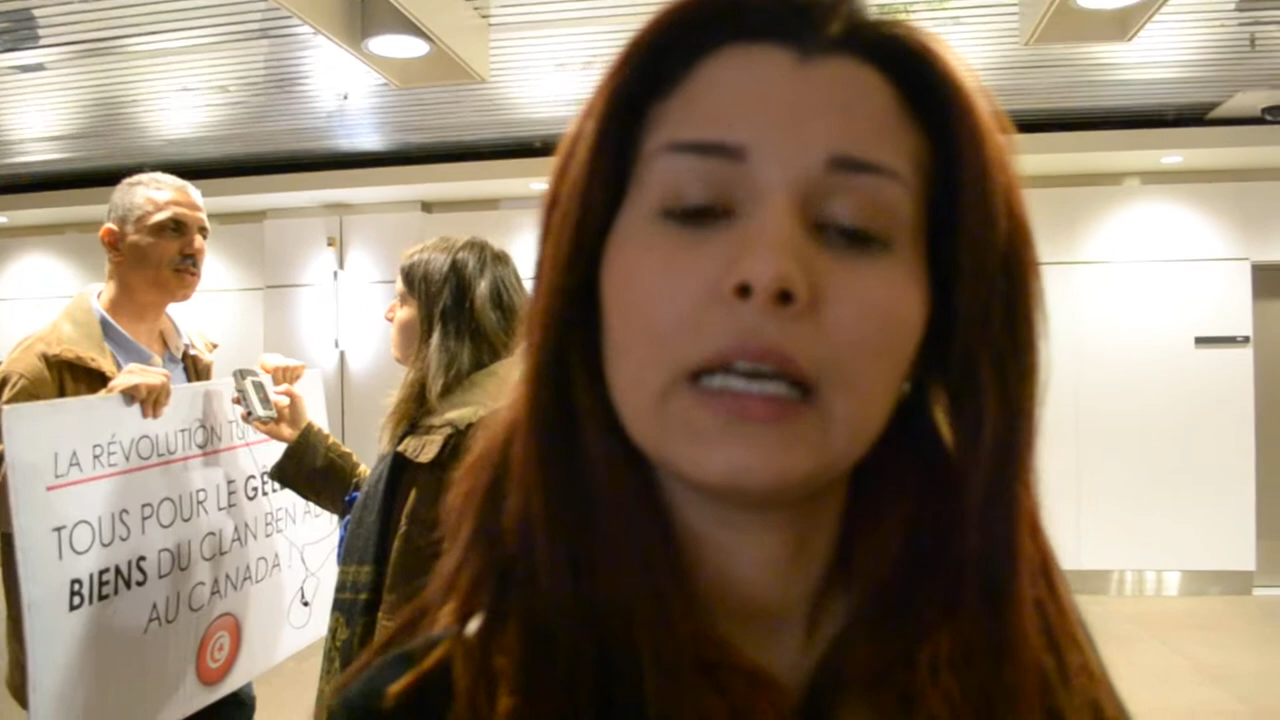 LA RÉVOLUTION
TOUS POUR LE
BIENS DU CLAN BEN
AU CANADA !